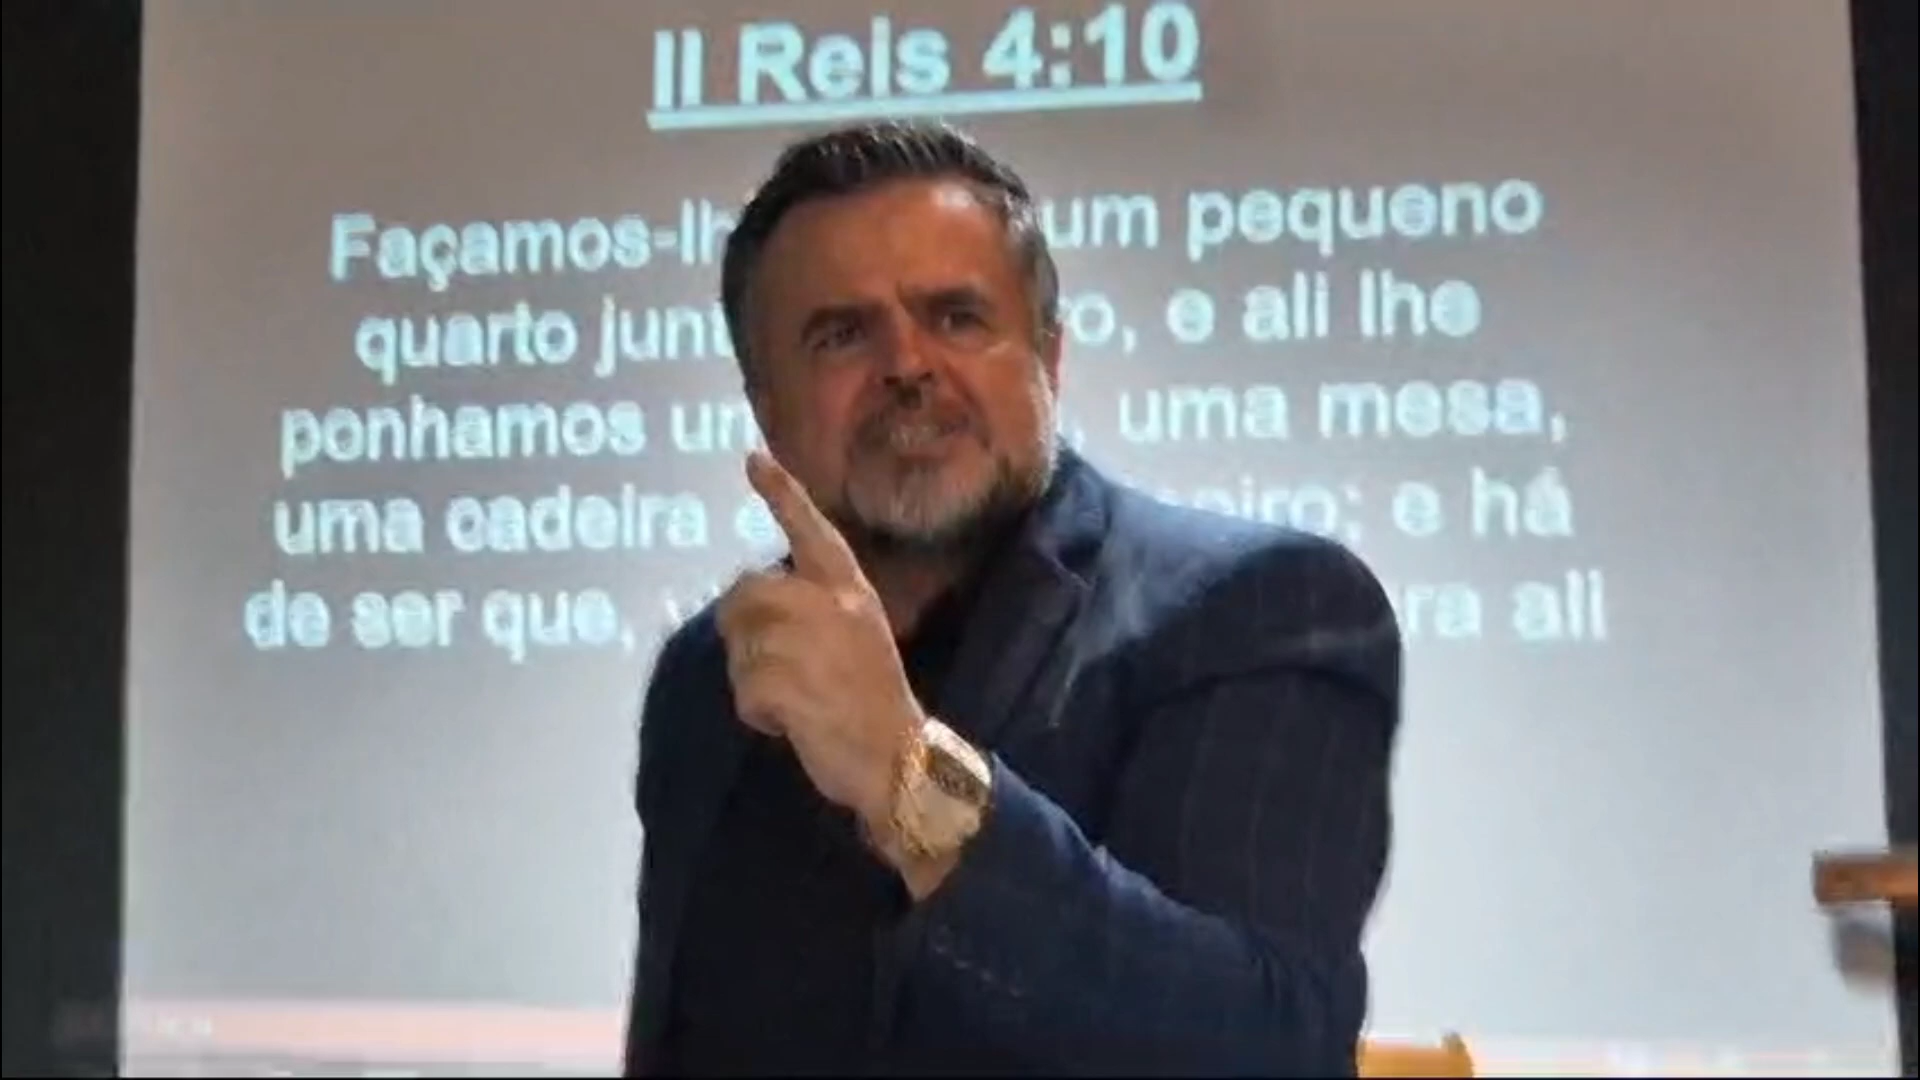 II Reis 4:10
Façamos-lh um pequeno
quarto junt o, e ali lhe
ponhamos um , uma mesa,
uma cadeira e eiro; e há
de ser que, ra ali